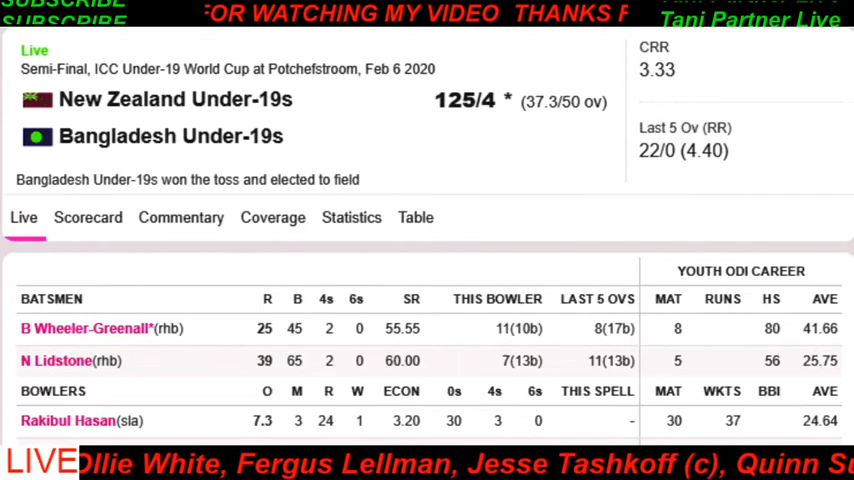 SUBSCRIBE
SUBSCRIBE
FOR WATCHING MY VIDEO THANKS F
Tani Partner Live
Live
Semi-Final, ICC Under-19 World Cup at Potchefstroom, Feb 6 2020
New Zealand Under-19s 125/4 * (37.3/50 ov)
Bangladesh Under-19s
Bangladesh Under-19s won the toss and elected to field
CRR
3.33
Last 5 Ov (RR)
22/0 (4.40)
Live Scorecard Commentary Coverage Statistics Table
YOUTH ODI CAREER
BATSMEN R B 4s 6s SR THIS BOWLER LAST 5 OVS MAT RUNS HS AVE
B Wheeler-Greenall*(rhb) 25 45 2 0 55.55 11(10b) 8(17b) 8 80 41.66
N Lidstone(rhb) 39 65 2 0 60.00 7(13b) 11(13b) 5 56 25.75
BOWLERS O M R W ECON 0s 4s 6s THIS SPELL MAT WKTS BBI AVE
Rakibul Hasan(sla) 7.3 3 24 1 3.20 30 3 0 - 30 37 24.64
LIVE Ollie White, Fergus Lellman, Jesse Tashkoff (c), Quinn Su